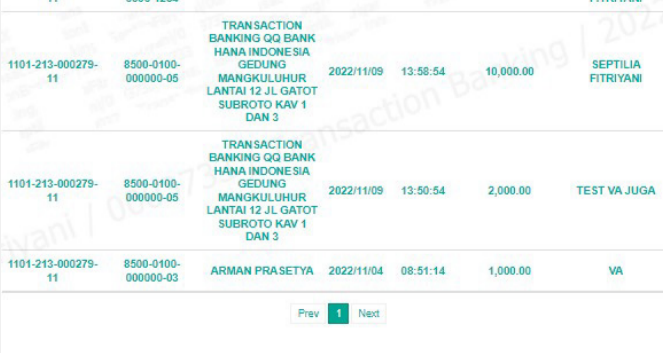 TRANSACTION
BANKING QQ BANK
HANA INDONESIA
GEDUNG
MANGKULUHUR
LANTAI 12 JL GATOT
SUBROTO KAV 1
DAN 3
1101-213-000279-
11
8500-0100-
000000-05
2022/11/09
13:58:54
10,000.00
SEPTILIA
FITRIYANI
TRANSACTION
BANKING QQ BANK
HANA INDONESIA
GEDUNG
MANGKULUHUR
LANTAI 12 JL GATOT
SUBROTO KAV 1
DAN 3
1101-213-000279-
11
8500-0100-
000000-05
2022/11/09
13:50:54
2,000.00
TEST VA JUGA
1101-213-000279-
11
8500-0100-
000000-03
ARMAN PRASETYA
2022/11/04
08:51:14
1,000.00
VA
Prev 1 Next